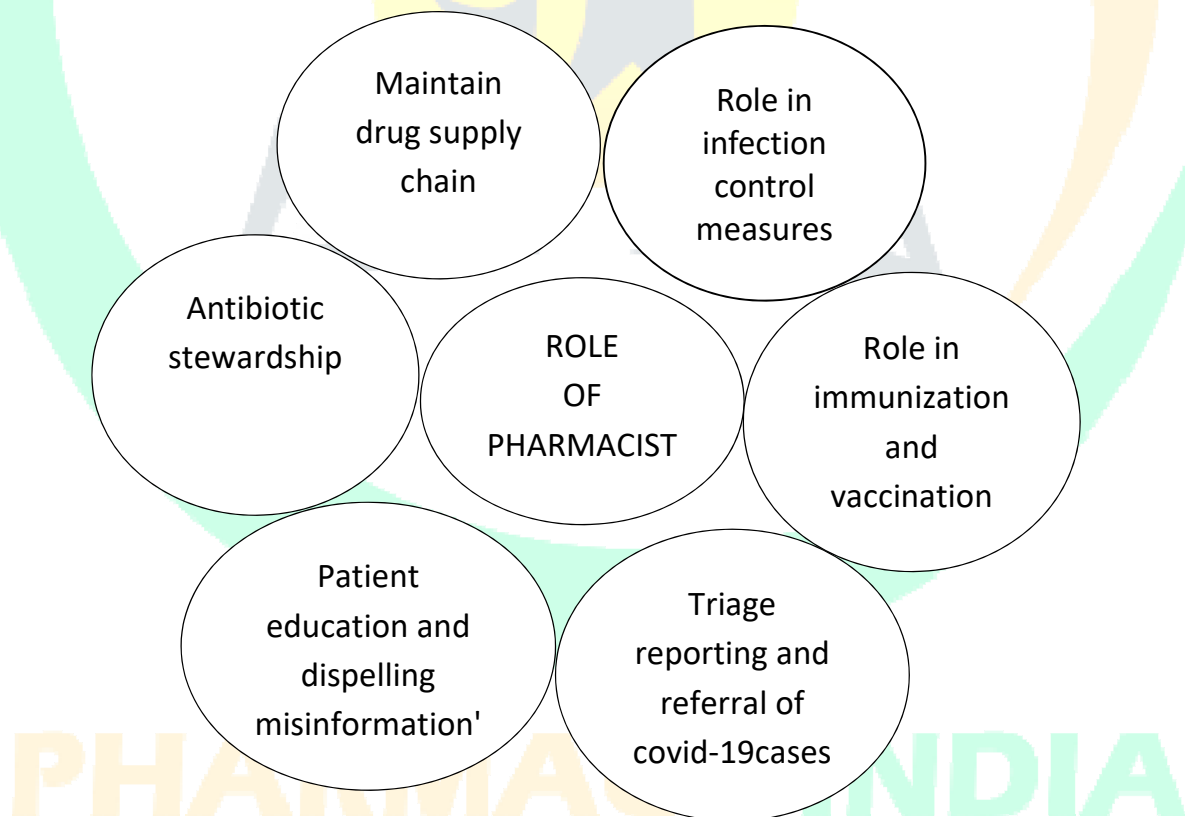 Maintain
drug supply
chain
Role in
infection
control
measures
Antibiotic
stewardship
ROLE
OF
PHARMACIST
Role in
immunization
and
vaccination
Patient
education and
dispelling
misinformation'
Triage
reporting and
referral of
covid-19cases